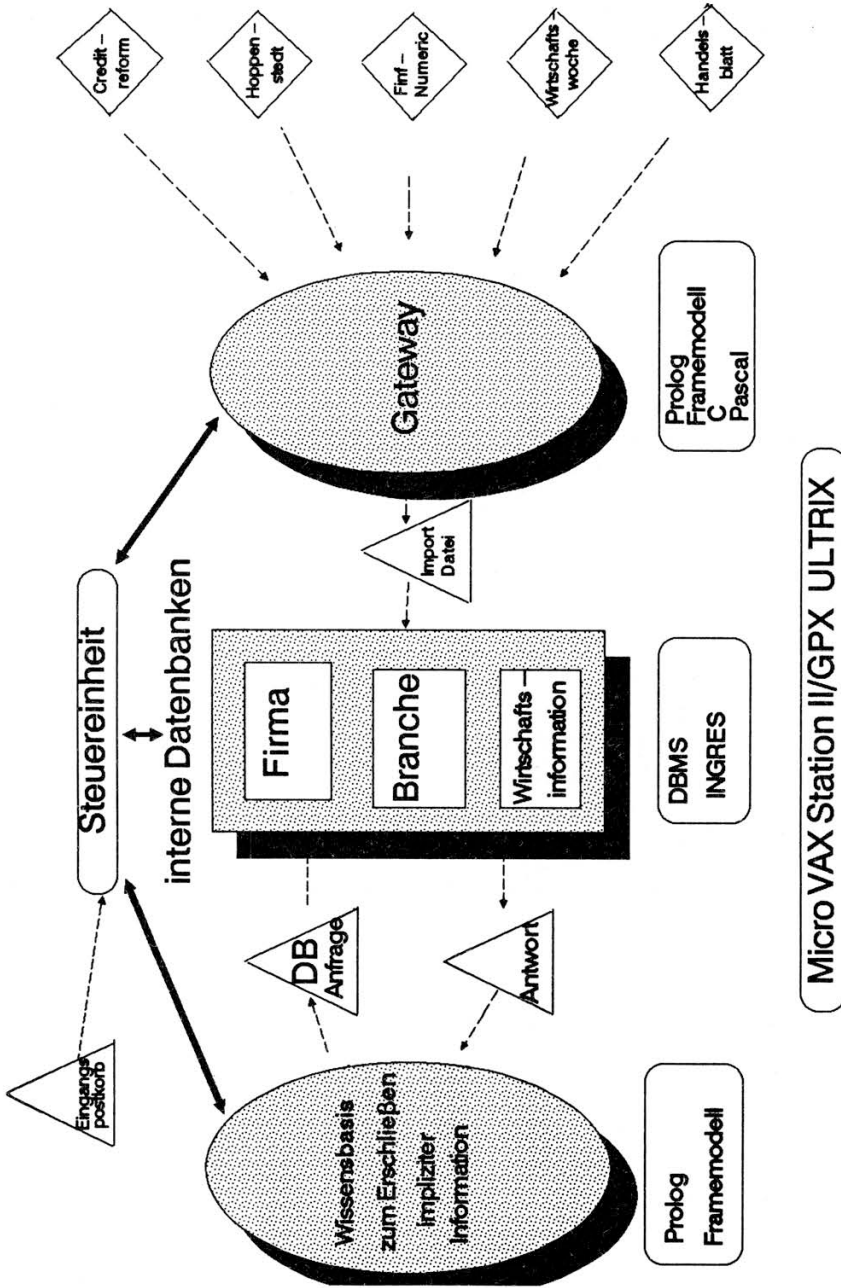 Eingangs
postkorb
Steuereinheit
interne Datenbanken
Credit –
reform
Hoppen –
stedt
Finf –
Numeric
Wirtschafts –
woche
Handels –
blatt
Wissensbasis
zum Erschließen
impliziter
Information
DB
Anfrage
Antwort
Firma
Branche
Wirtschafts –
information
Import
Datei
Gateway
Prolog
Framemodell
DBMS
INGRES
Prolog
Framemodell
C
Pascal
Micro VAX Station II/GPX ULTRIX